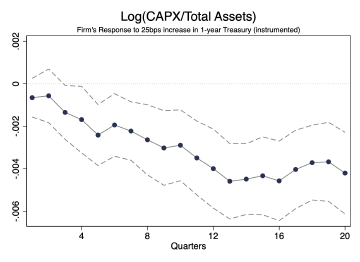 Log(CAPX/Total Assets)
Firm's Response to 25bps increase in 1-year Treasury (instrumented)
.002
0
-.002
-.004
-.006
4 8 12 16 20
Quarters